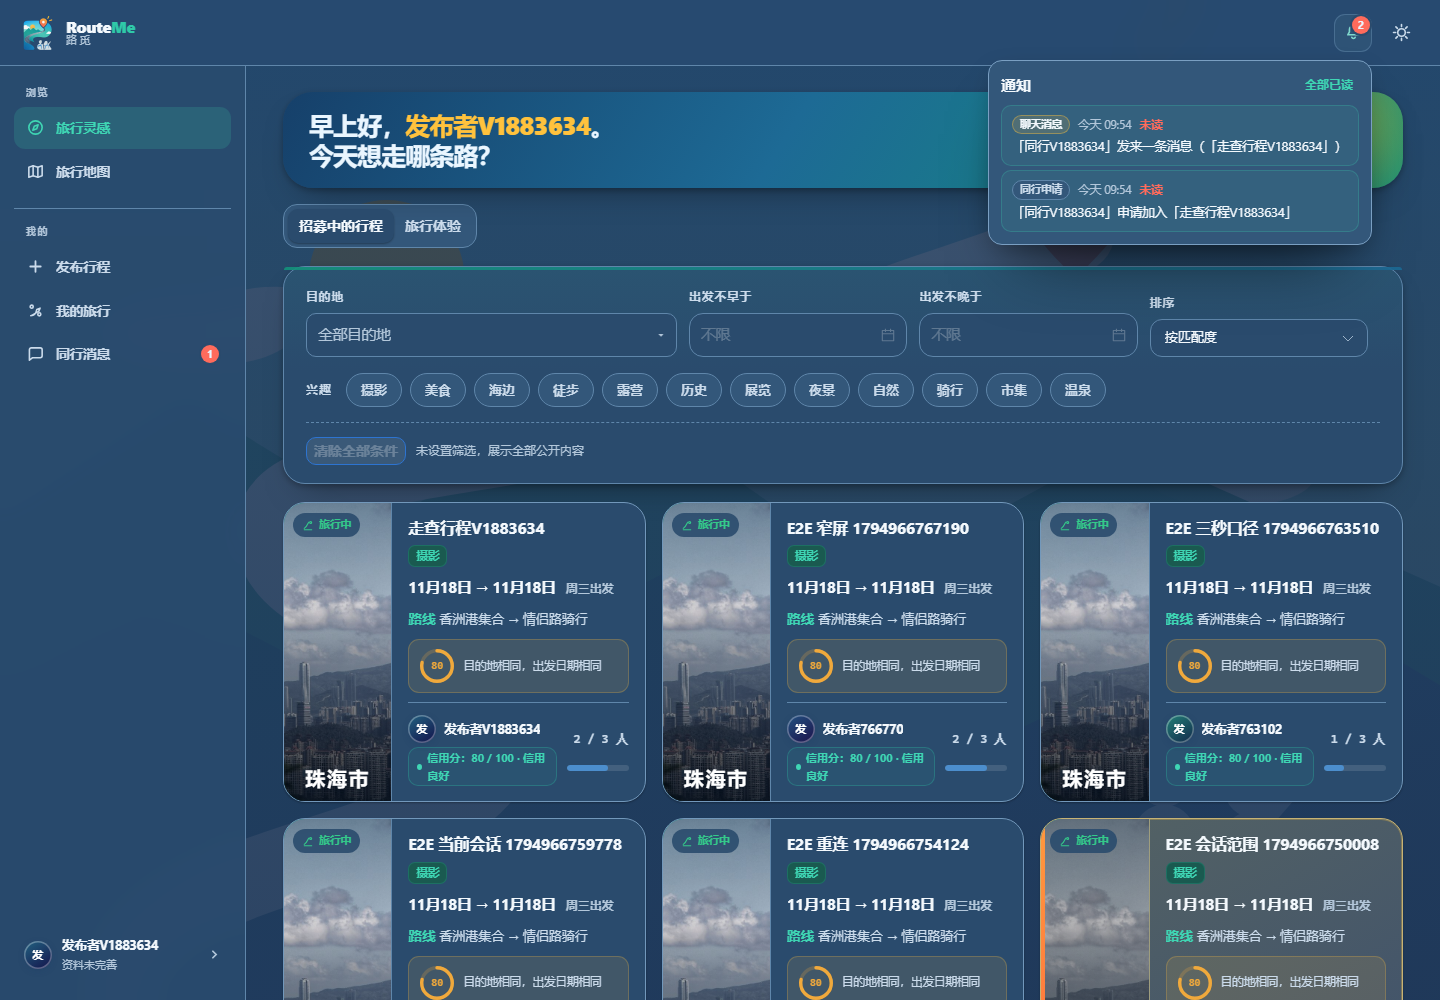 RouteMe
路觅
2
浏览
旅行灵感
旅行地图
我的
发布行程
我的旅行
同行消息
1
发
发布者V1883634
资料未完善
早上好，发布者V1883634。
今天想走哪条路？
通知
全部已读
聊天消息 今天 09:54 未读
「同行V1883634」发来一条消息（「走查行程V1883634」）
同行申请 今天 09:54 未读
「同行V1883634」申请加入「走查行程V1883634」
招募中的行程 旅行体验
目的地
全部目的地
出发不早于
不限
出发不晚于
不限
排序
按匹配度
兴趣 摄影 美食 海边 徒步 露营 历史 展览 夜景 自然 骑行 市集 温泉
清除全部条件 未设置筛选，展示全部公开内容
旅行中
珠海市
走查行程V1883634
摄影
11月18日 → 11月18日 周三出发
路线 香洲港集合 → 情侣路骑行
80 目的地相同，出发日期相同
发 发布者V1883634
信用分：80 / 100 · 信用
良好
2 / 3 人
旅行中
珠海市
E2E 窄屏 1794966767190
摄影
11月18日 → 11月18日 周三出发
路线 香洲港集合 → 情侣路骑行
80 目的地相同，出发日期相同
发 发布者766770
信用分：80 / 100 · 信用
良好
2 / 3 人
旅行中
珠海市
E2E 三秒口径 1794966763510
摄影
11月18日 → 11月18日 周三出发
路线 香洲港集合 → 情侣路骑行
80 目的地相同，出发日期相同
发 发布者763102
信用分：80 / 100 · 信用
良好
1 / 3 人
旅行中
E2E 当前会话 1794966759778
摄影
11月18日 → 11月18日 周三出发
路线 香洲港集合 → 情侣路骑行
80 目的地相同，出发日期相同
旅行中
E2E 重连 1794966754124
摄影
11月18日 → 11月18日 周三出发
路线 香洲港集合 → 情侣路骑行
80 目的地相同，出发日期相同
旅行中
E2E 会话范围 1794966750008
摄影
11月18日 → 11月18日 周三出发
路线 香洲港集合 → 情侣路骑行
80 目的地相同，出发日期相同